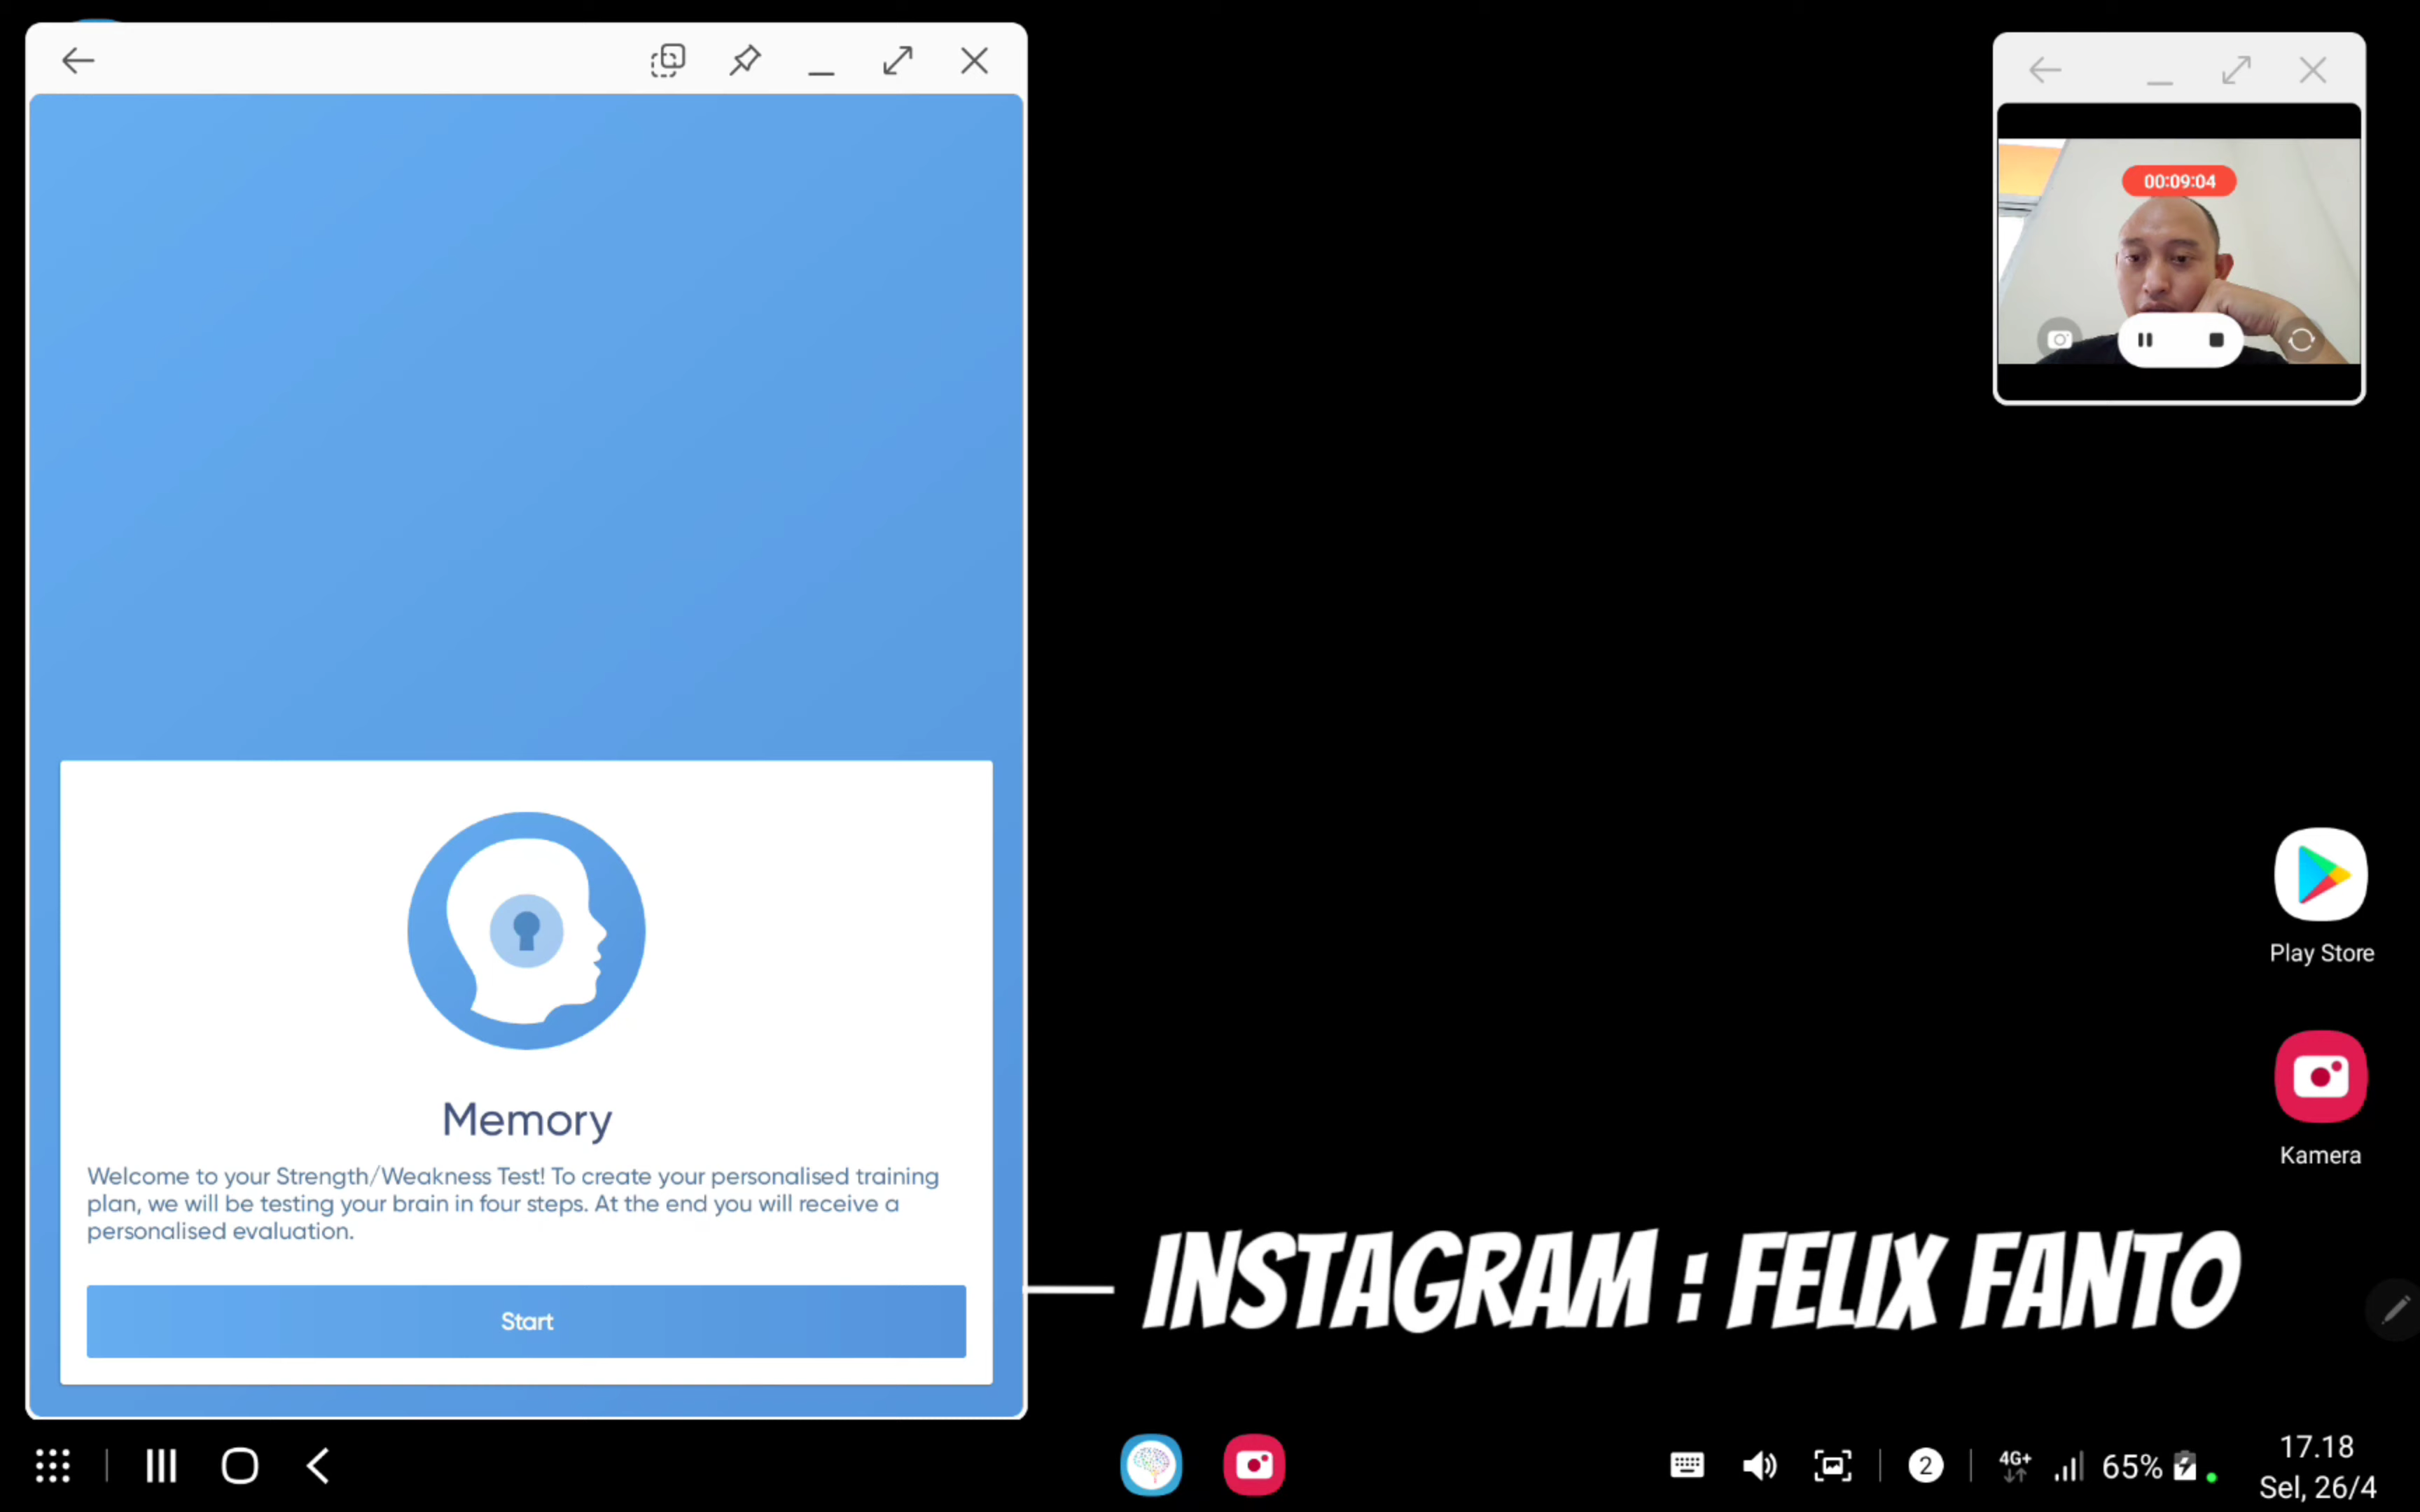 00:09:04
Memory
Welcome to your Strength/Weakness Test! To create your personalised training
plan, we will be testing your brain in four steps. At the end you will receive a
personalised evaluation.
Start
Play Store
Kamera
INSTAGRAM : FELIX FANTO
2
4G+
65%
17.18
Sel, 26/4